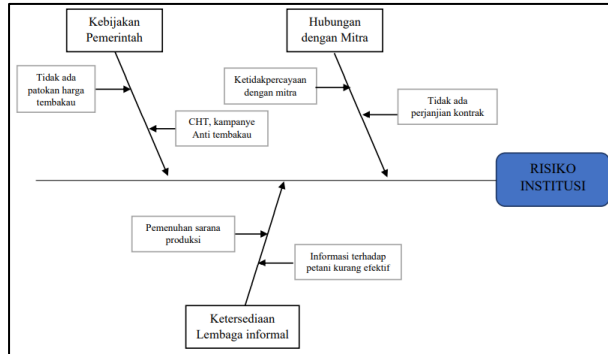 Kebijakan
Pemerintah
Hubungan
dengan Mitra
Tidak ada
patokan harga
tembakau
CHT, kampanye
Anti tembakau
Ketidakpercayaan
dengan mitra
Tidak ada
perjanjian kontrak
RISIKO
INSTITUSI
Pemenuhan sarana
produksi
Informasi terhadap
petani kurang efektif
Ketersediaan
Lembaga informal